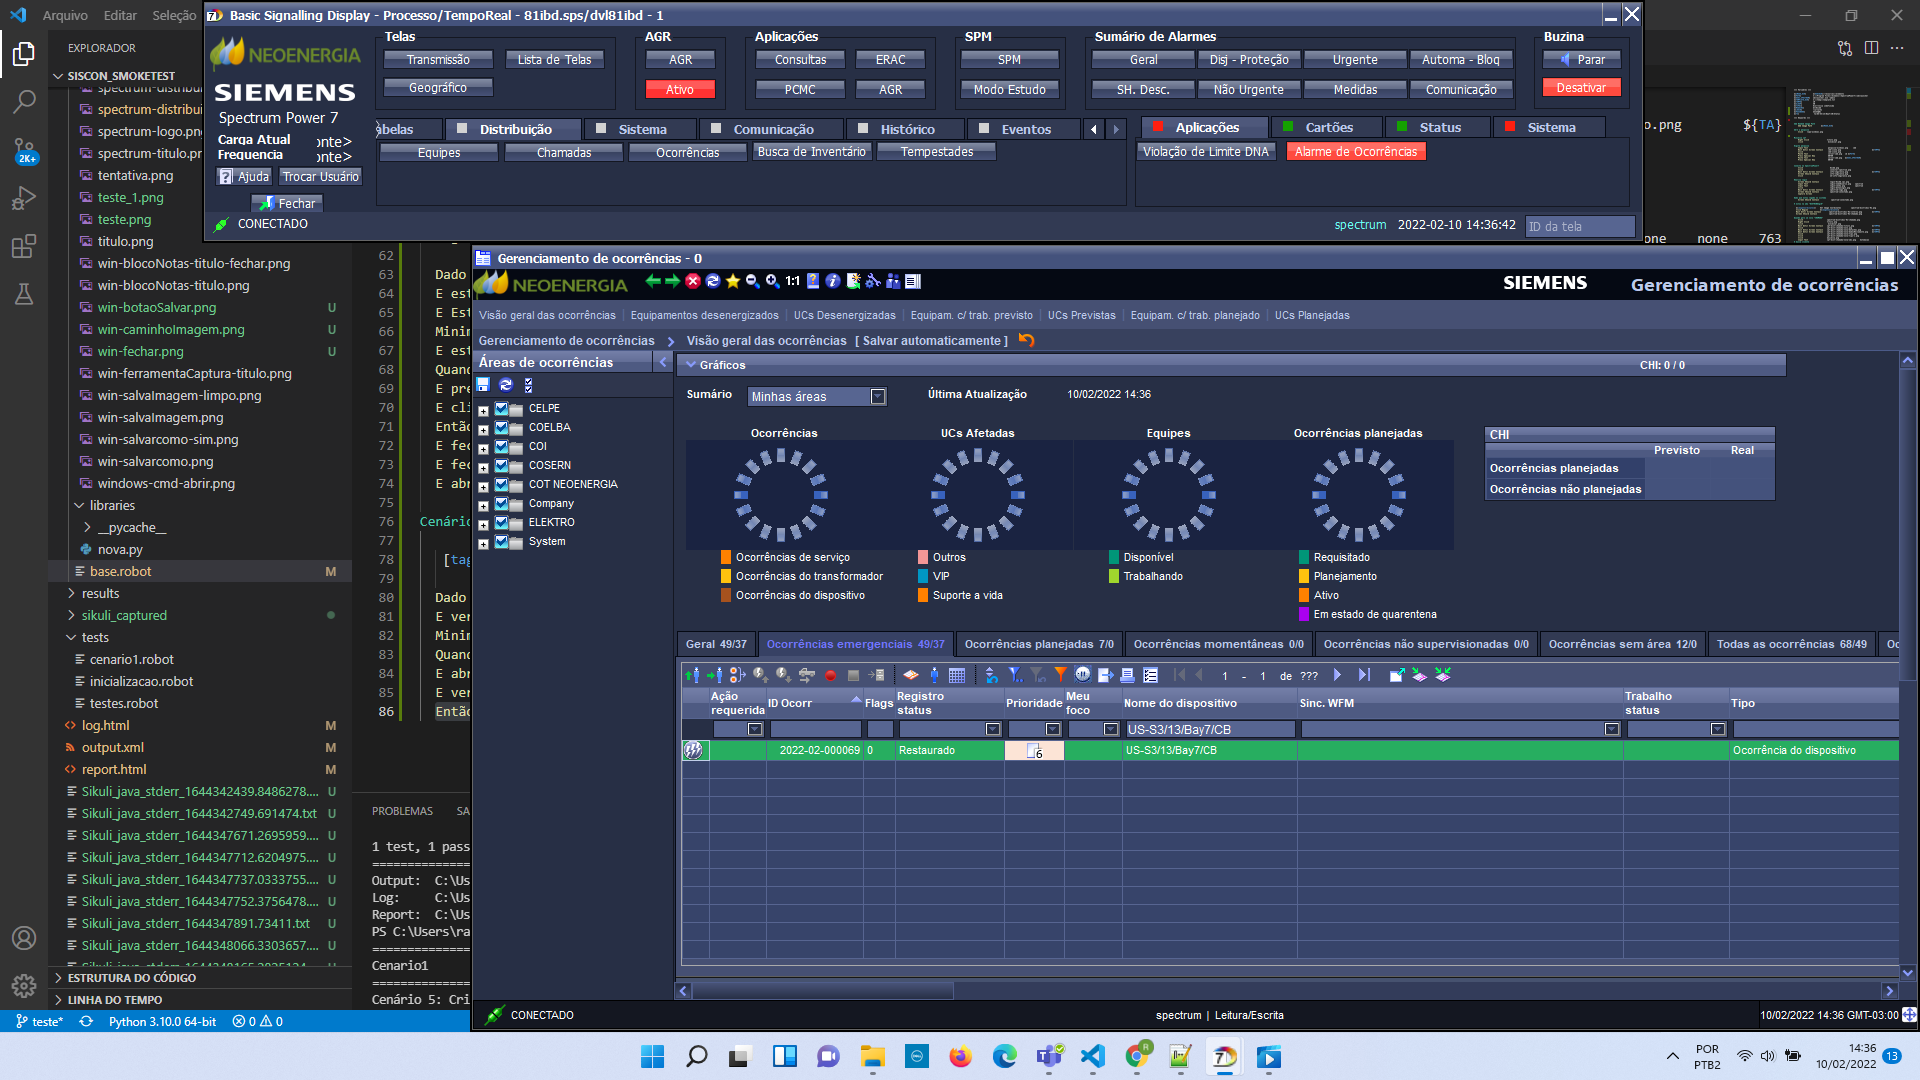 Arquivo Editar Seleção
EXPLORADOR
SISCON_SMOKETEST
spectrum-distribui
spectrum-logo.png
spectrum-titulo.pr
tentativa.png
teste_1.png
teste.png
titulo.png
win-blocoNotas-titulo-fechar.png
win-blocoNotas-titulo.png
win-botaoSalvar.png U
win-caminhoImagem.png U
win-fechar.png U
win-ferramentaCaptura-titulo.png
win-salvaImagem-limpo.png
win-salvaImagem.png
win-salvarcomo-sim.png
win-salvarcomo.png
windows-cmd-abrir.png
libraries
__pycache__
nova.py
base.robot M
results
sikuli_captured
tests
cenario1.robot
inicializacao.robot
testes.robot
log.html M
output.xml M
report.html M
Sikuli_java_stderr_1644342439.8486278.... U
Sikuli_java_stderr_1644342749.691474.txt U
Sikuli_java_stderr_1644347671.2695959.... U
Sikuli_java_stderr_1644347712.6204975.... U
Sikuli_java_stderr_1644347737.0333755.... U
Sikuli_java_stderr_1644347752.3756478.... U
Sikuli_java_stderr_1644347891.73411.txt U
Sikuli_java_stderr_1644348066.3303657.... U
ESTRUTURA DO CÓDIGO
LINHA DO TEMPO
2K+
teste* Python 3.10.0 64-bit 0 0
Basic Signalling Display - Processo/TempoReal - 81ibd.sps/dvl81ibd - 1
NEOENERGIA
SIEMENS
Spectrum Power 7
Carga Atual onte>
Frequencia onte>
Ajuda Trocar Usuário
Fechar
CONECTADO
Telas
Transmissão Lista de Telas
Geográfico
AGR
AGR
Ativo
Aplicações
Consultas ERAC
PCMC AGR
SPM
SPM
Modo Estudo
Sumário de Alarmes
Geral Disj - Proteção Urgente Automa - Bloq
SH. Desc. Não Urgente Medidas Comunicação
Buzina
Parar
Desativar
abelas Distribuição Sistema Comunicação Histórico Eventos
Equipes Chamadas Ocorrências Busca de Inventário Tempestades
Aplicações Cartões Status Sistema
Violação de Limite DNA Alarme de Ocorrências
spectrum 2022-02-10 14:36:42 ID da tela
o.png ${TA}
none none 763
62
63 Dado
64 E est
65 E Est
66 Minim
67 E est
68 Quand
69 E pre
70 E cli
71 Então
72 E fec
73 E fec
74 E abr
75
76 Cenário
77
78 [tag
79
80 Dado
81 E ver
82 Minim
83 Quand
84 E abr
85 E ver
86 Então
PROBLEMAS SA
1 test, 1 pass
Output: C:\Us
Log: C:\Us
Report: C:\Us
PS C:\Users\ra
Cenario1
Cenário 5: Cri
Gerenciamento de ocorrências - 0
NEOENERGIA 1:1 SIEMENS Gerenciamento de ocorrências
Visão geral das ocorrências Equipamentos desenergizados UCs Desenergizadas Equipam. c/ trab. previsto UCs Previstas Equipam. c/ trab. planejado UCs Planejadas
Gerenciamento de ocorrências Visão geral das ocorrências [ Salvar automaticamente ]
Áreas de ocorrências
CELPE
COELBA
COI
COSERN
COT NEOENERGIA
Company
ELEKTRO
System
Gráficos CHI: 0 / 0
Sumário Minhas áreas Última Atualização 10/02/2022 14:36
Ocorrências UCs Afetadas Equipes Ocorrências planejadas
CHI
Previsto Real
Ocorrências planejadas
Ocorrências não planejadas
Ocorrências de serviço Outros Disponível Requisitado
Ocorrências do transformador VIP Trabalhando Planejamento
Ocorrências do dispositivo Suporte a vida Ativo
Em estado de quarentena
Geral 49/37 Ocorrências emergenciais 49/37 Ocorrências planejadas 7/0 Ocorrências momentâneas 0/0 Ocorrências não supervisionadas 0/0 Ocorrências sem área 12/0 Todas as ocorrências 68/49 Oc
1 - 1 de ???
Ação requerida ID Ocorr Flags Registro status Prioridade Meu foco Nome do dispositivo Sinc. WFM Trabalho status Tipo
US-S3/13/Bay7/CB
2022-02-000069 0 Restaurado 6 US-S3/13/Bay7/CB Ocorrência do dispositivo
CONECTADO spectrum | Leitura/Escrita 10/02/2022 14:36 GMT-03:00
POR
PTB2
14:36
10/02/2022
13